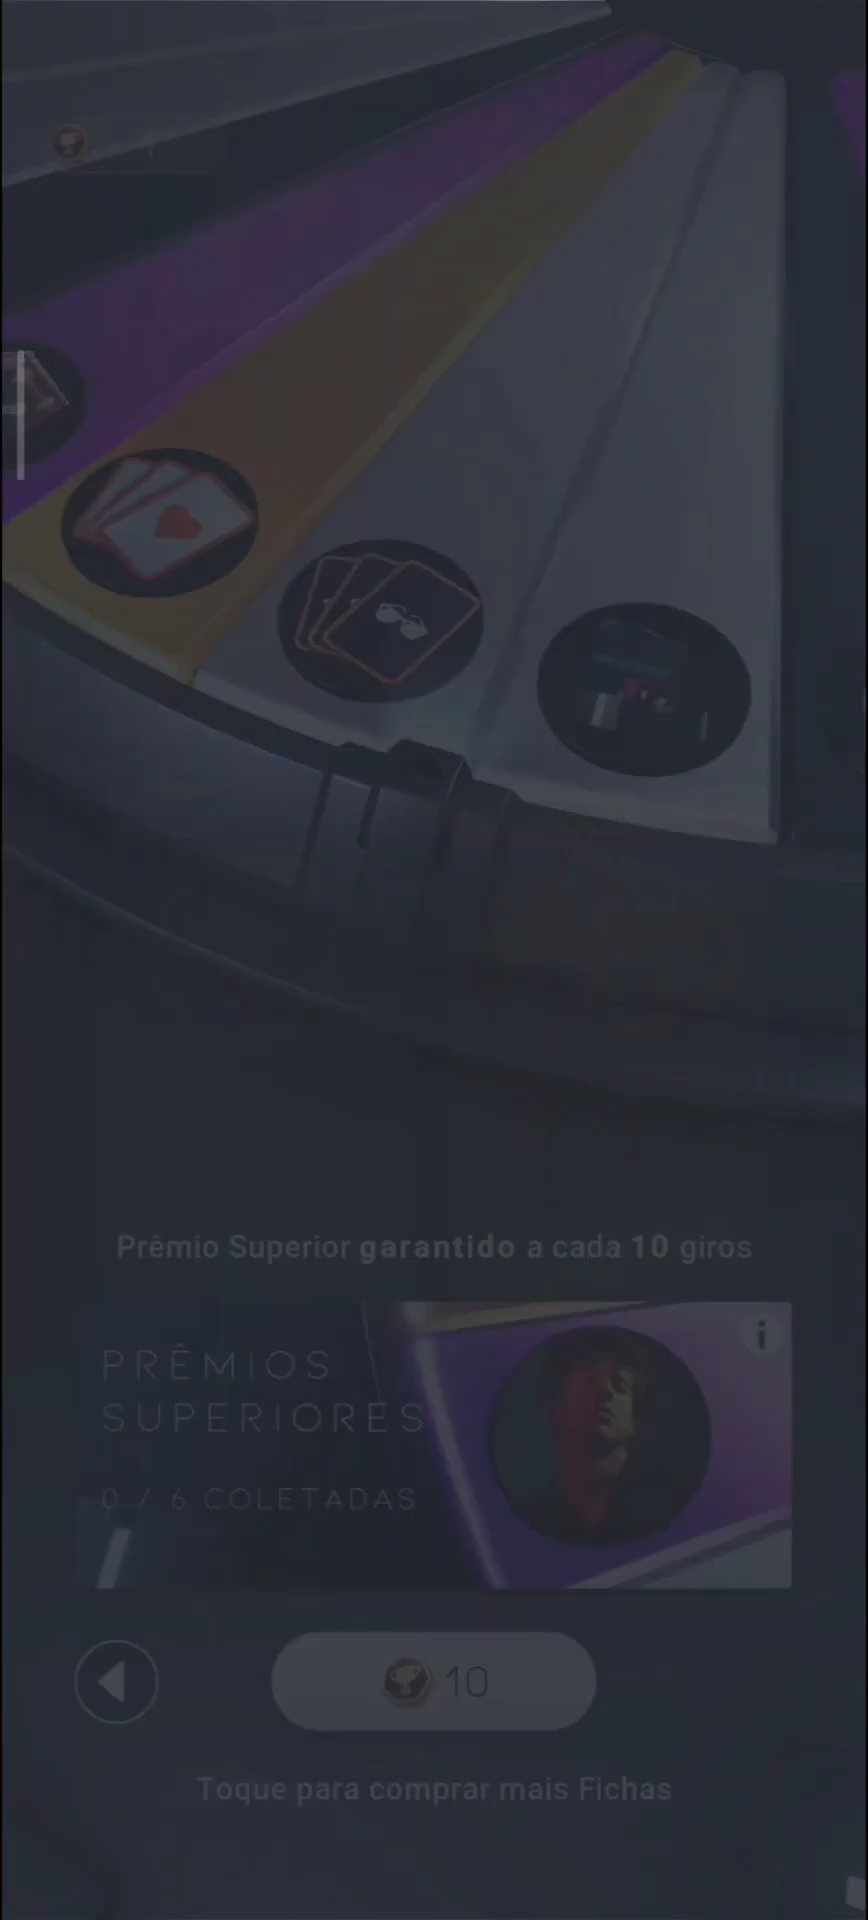 Prêmio Superior garantido a cada 10 giros
PRÊMIOS
SUPERIORES
0 / 6 COLETADAS
i
10
Toque para comprar mais Fichas